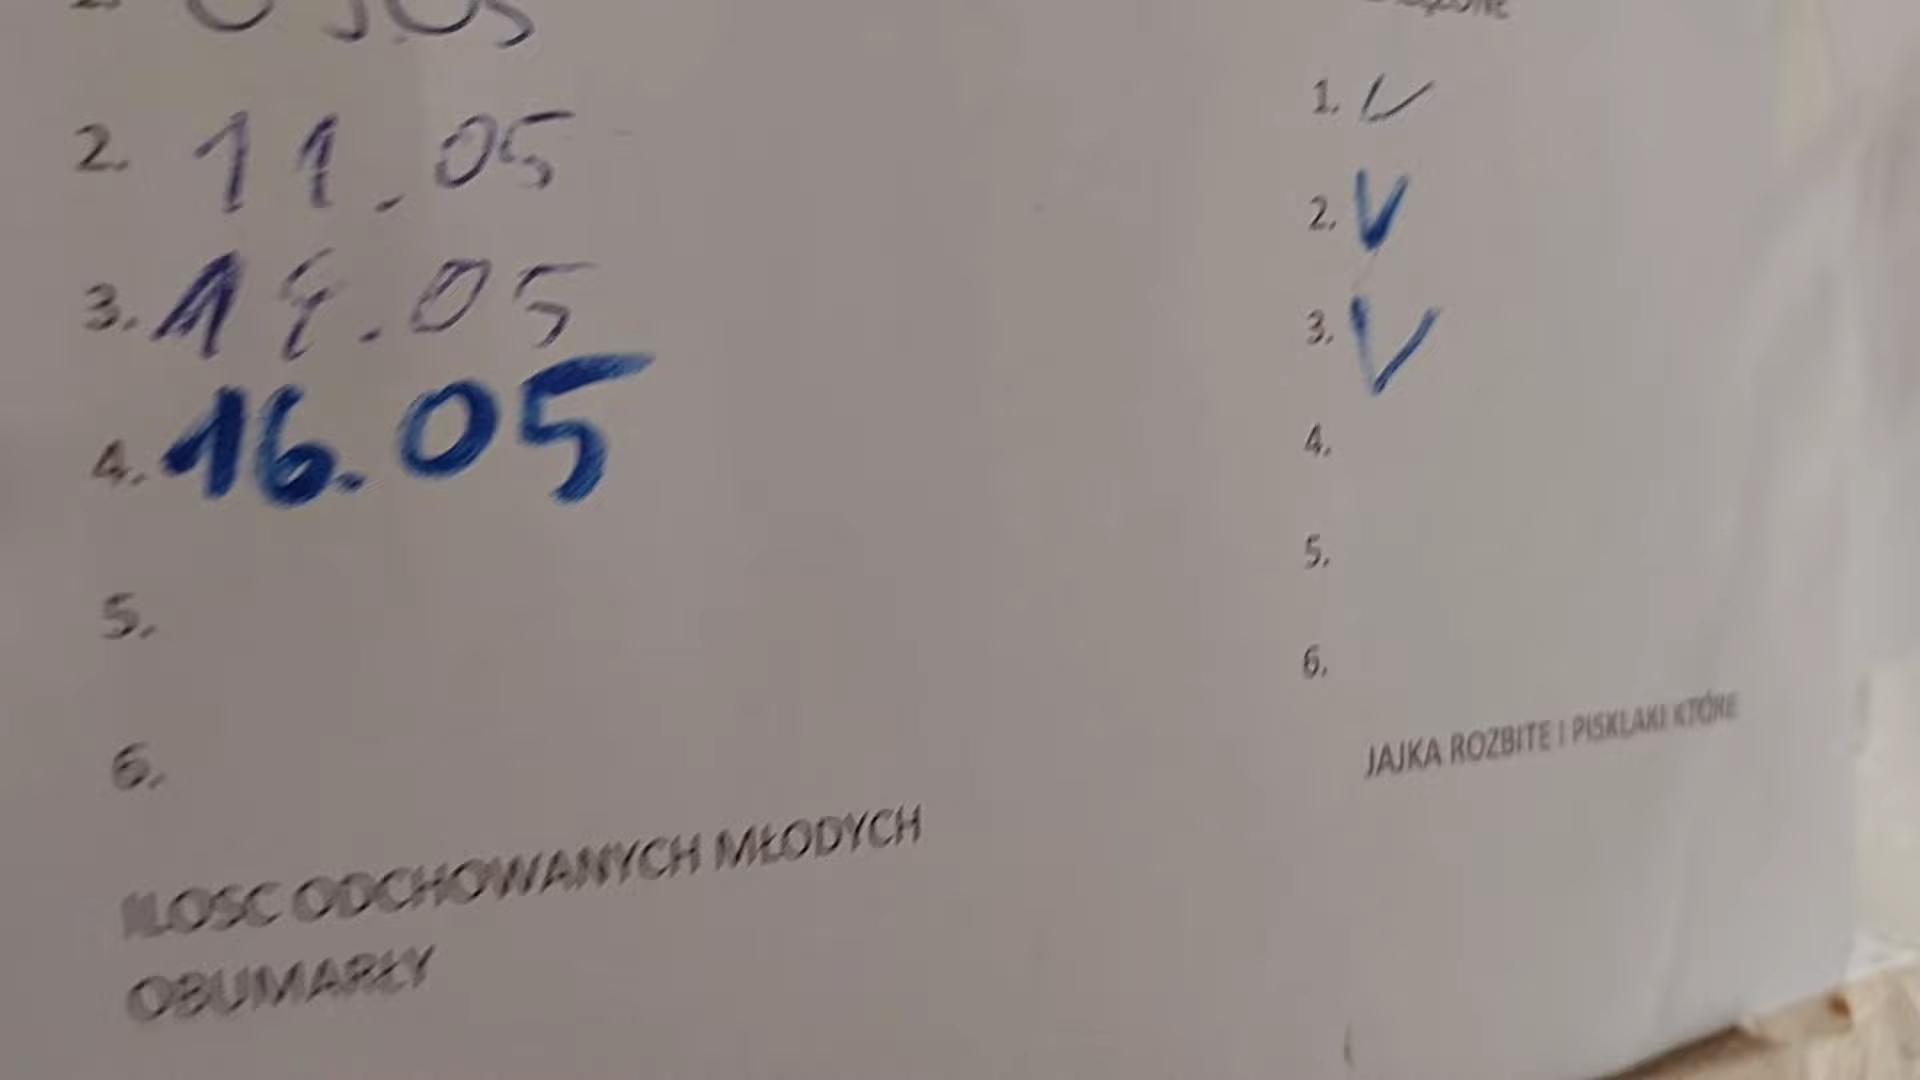 2. 11.05
3. 14.05
4. 16.05
5.
6.
ILOSC ODCHOWANYCH MŁODYCH
OBUMARŁY
1. V
2. V
3. V
4.
5.
6.
JAJKA ROZBITE I PISKLAKI KTÓRE